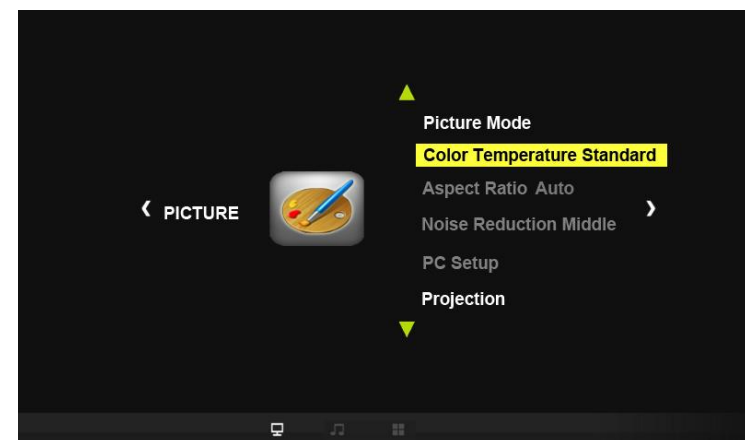 PICTURE
Picture Mode
Color Temperature Standard
Aspect Ratio Auto
Noise Reduction Middle
PC Setup
Projection